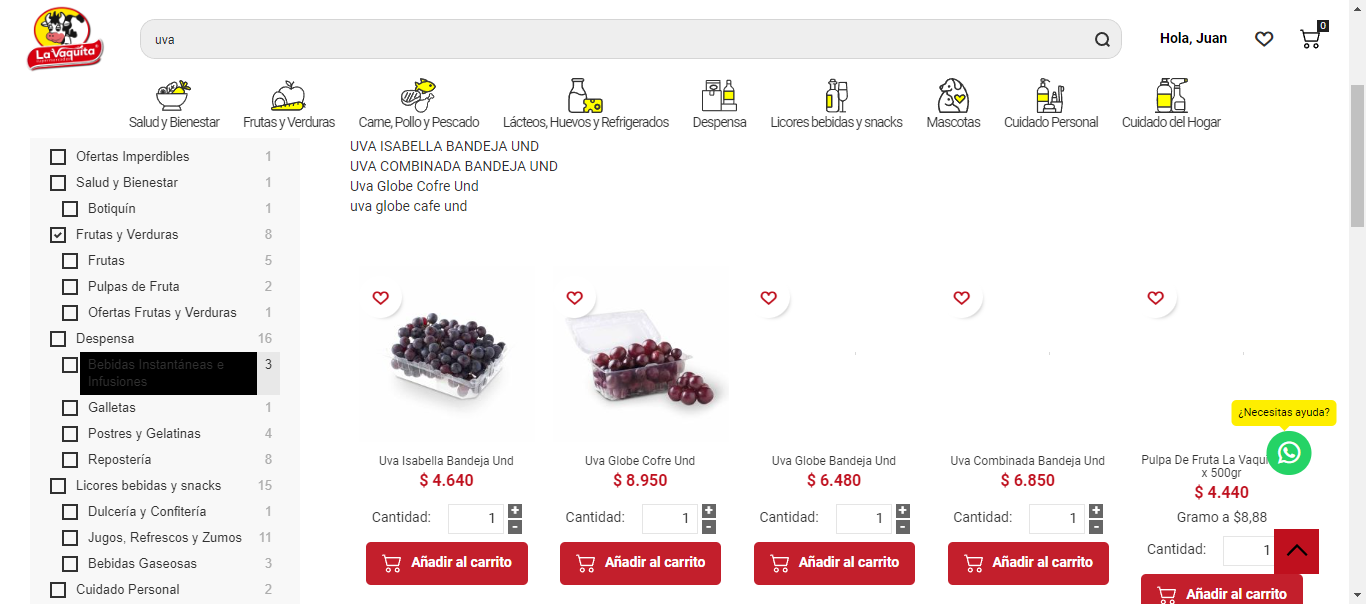 La Vaquita
uva
Hola, Juan
0
Salud y Bienestar
Frutas y Verduras
Carne, Pollo y Pescado
Lácteos, Huevos y Refrigerados
Despensa
Licores bebidas y snacks
Mascotas
Cuidado Personal
Cuidado del Hogar
Ofertas Imperdibles 1
Salud y Bienestar 1
Botiquín 1
Frutas y Verduras 8
Frutas 5
Pulpas de Fruta 2
Ofertas Frutas y Verduras 1
Despensa 16
Bebidas Instantáneas e 3
Infusiones
Galletas 1
Postres y Gelatinas 4
Repostería 8
Licores bebidas y snacks 15
Dulcería y Confitería 1
Jugos, Refrescos y Zumos 11
Bebidas Gaseosas 3
Cuidado Personal 2
UVA ISABELLA BANDEJA UND
UVA COMBINADA BANDEJA UND
Uva Globe Cofre Und
uva globe cafe und
Uva Isabella Bandeja Und
$ 4.640
Cantidad: 1 + -
Añadir al carrito
Uva Globe Cofre Und
$ 8.950
Cantidad: 1 + -
Añadir al carrito
Uva Globe Bandeja Und
$ 6.480
Cantidad: 1 + -
Añadir al carrito
Uva Combinada Bandeja Und
$ 6.850
Cantidad: 1 + -
Añadir al carrito
Pulpa De Fruta La
x 500gr
$ 4.440
Gramo a $8,88
Cantidad: 1
Añadir al carrito
¿Necesitas ayuda?